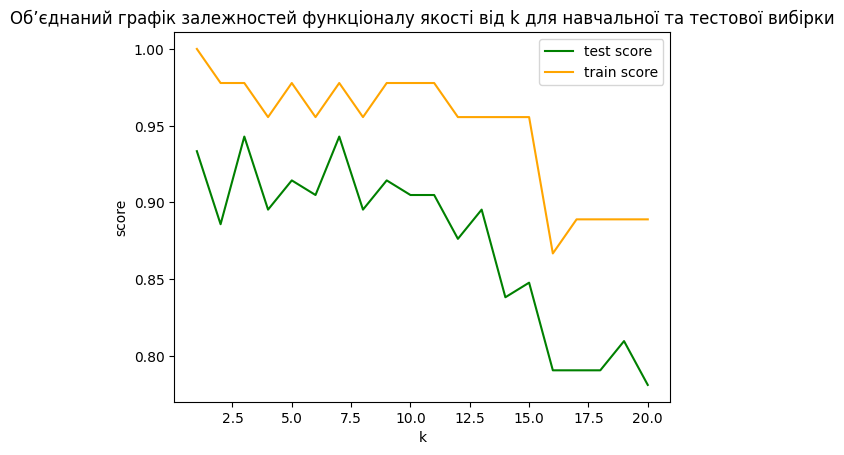 Об’єднаний графік залежностей функціоналу якості від k для навчальної та тестової вибірки
test score
train score
1.00
0.95
0.90
0.85
0.80
score
2.5 5.0 7.5 10.0 12.5 15.0 17.5 20.0
k